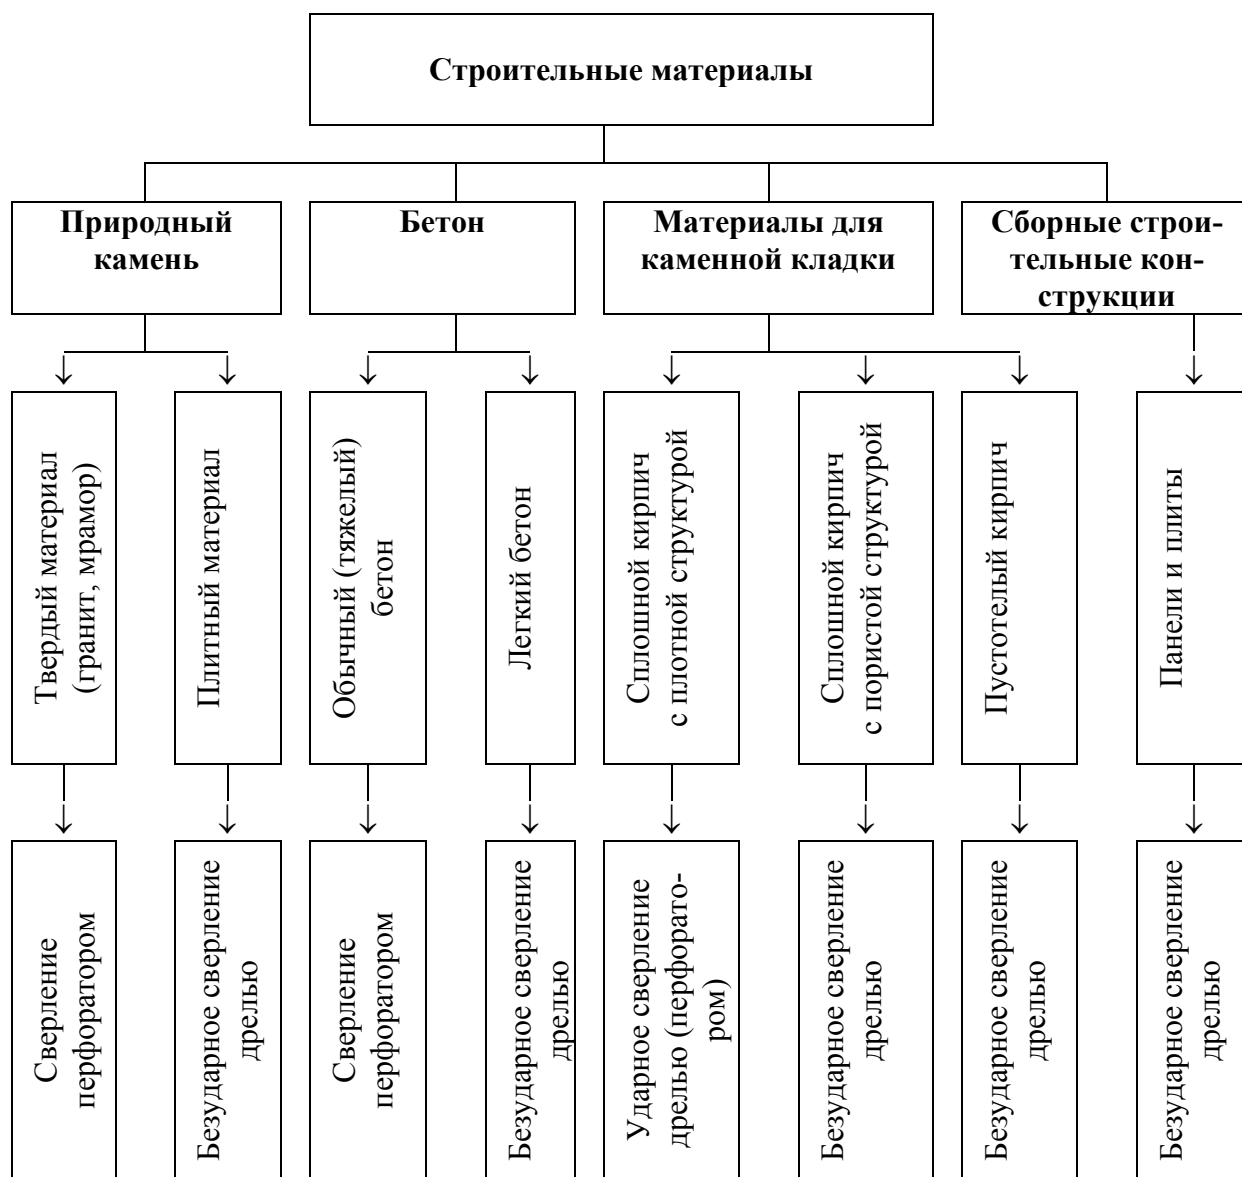 Строительные материалы
Природный
камень
Бетон
Материалы для
каменной кладки
Сборные строи-
тельные кон-
струкции
Твердый материал
(гранит, мрамор)
Плитный материал
Обычный (тяжелый)
бетон
Легкий бетон
Сплошной кирпич
с плотной структурой
Сплошной кирпич
с пористой структурой
Пустотелый кирпич
Панели и плиты
Сверление
перфоратором
Безударное сверление
дрелью
Сверление
перфоратором
Безударное сверление
дрелью
Ударное сверление
дрелью (перфорато-
ром)
Безударное сверление
дрелью
Безударное сверление
дрелью
Безударное сверление
дрелью